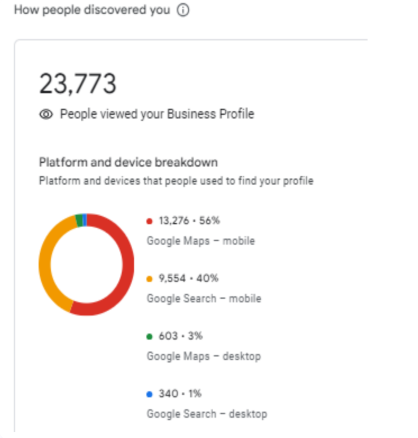 How people discovered you
23,773
People viewed your Business Profile
Platform and device breakdown
Platform and devices that people used to find your profile
13,276 · 56%
Google Maps – mobile
9,554 · 40%
Google Search – mobile
603 · 3%
Google Maps – desktop
340 · 1%
Google Search – desktop